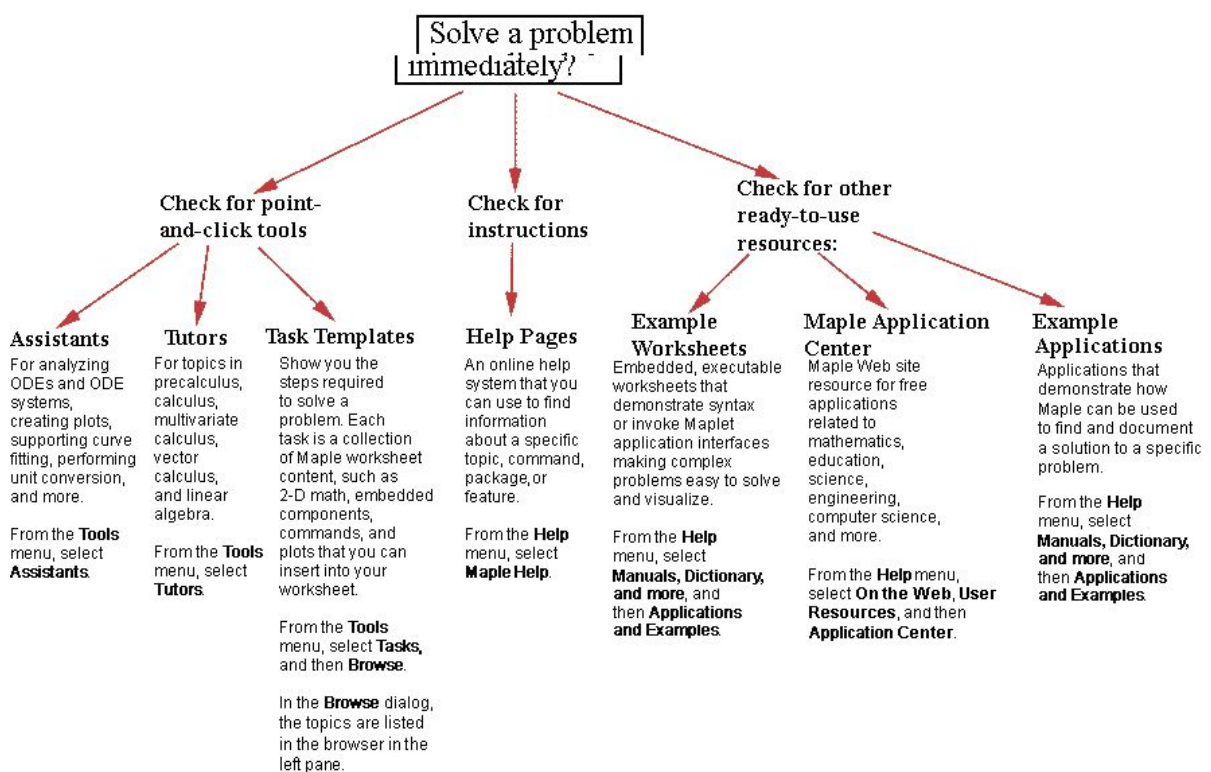 Solve a problem
immediately?
Check for point-
and-click tools
Check for
instructions
Check for other
ready-to-use
resources:
Assistants
For analyzing
ODEs and ODE
systems,
creating plots,
supporting curve
fitting, performing
unit conversion,
and more.
From the Tools
menu, select
Assistants.
Tutors
For topics in
precalculus,
calculus,
multivariate
calculus,
vector
calculus,
and linear
algebra.
From the Tools
menu, select
Tutors.
Task Templates
Show you the
steps required
to solve a
problem. Each
task is a collection
of Maple worksheet
content, such as
2-D math, embedded
components,
commands, and
plots that you can
insert into your
worksheet.
From the Tools
menu, select Tasks,
and then Browse.
In the Browse dialog,
the topics are listed
in the browser in the
left pane.
Help Pages
An online help
system that you
can use to find
information
about a specific
topic, command,
package, or
feature.
From the Help
menu, select
Maple Help.
Example
Worksheets
Embedded, executable
worksheets that
demonstrate syntax
or invoke Maplet
application interfaces
making complex
problems easy to solve
and visualize.
From the Help
menu, select
Manuals, Dictionary,
and more, and
then Applications
and Examples.
Maple Application
Center
Maple Web site
resource for free
applications
related to
mathematics,
education,
science,
engineering,
computer science,
and more.
From the Help menu,
select On the Web, User
Resources, and then
Application Center.
Example
Applications
Applications that
demonstrate how
Maple can be used
to find and document
a solution to a specific
problem.
From the Help
menu, select
Manuals, Dictionary,
and more, and
then Applications
and Examples.